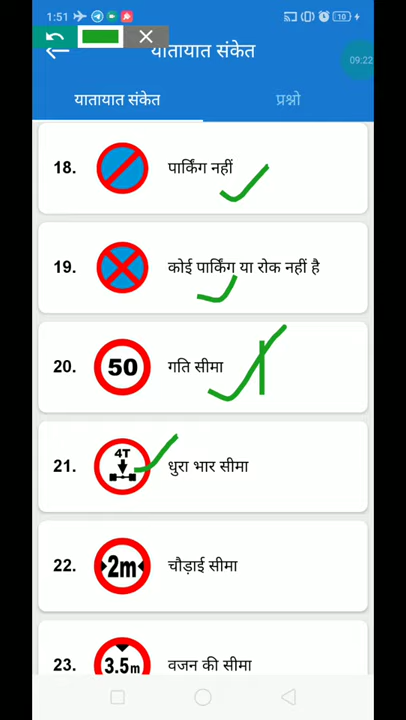 1:51
10
09:22
यातायात संकेत
यातायात संकेत
प्रश्नो
18. पार्किंग नहीं
19. कोई पार्किंग या रोक नहीं है
20. 50 गति सीमा
21. 4T धुरा भार सीमा
22. 2m चौड़ाई सीमा
23. 3.5m वजन की सीमा